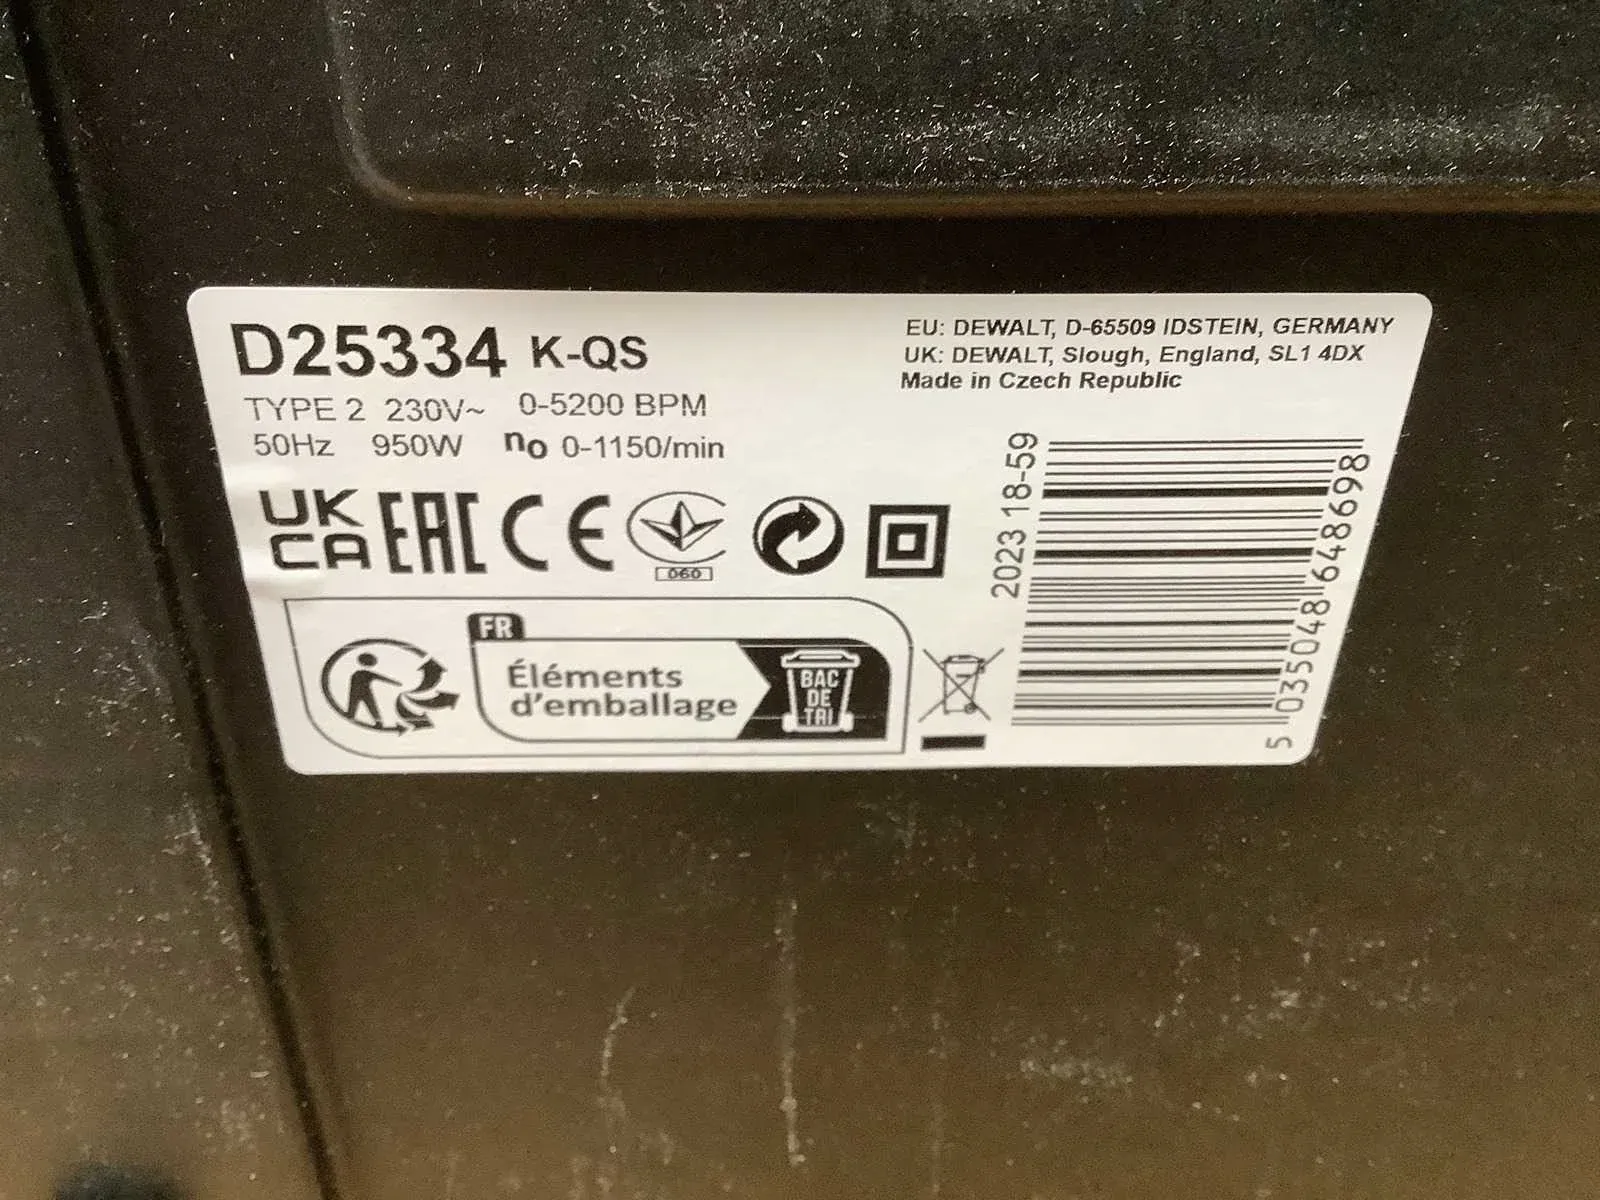 D25334 K-QS
TYPE 2 230V~ 0-5200 BPM
50Hz 950W no 0-1150/min
EU: DEWALT, D-65509 IDSTEIN, GERMANY
UK: DEWALT, Slough, England, SL1 4DX
Made in Czech Republic
UK
CA
EAC
CE
060
FR
Éléments
d'emballage
BAC
DE
TRI
2023 18-59
5 035048 648698